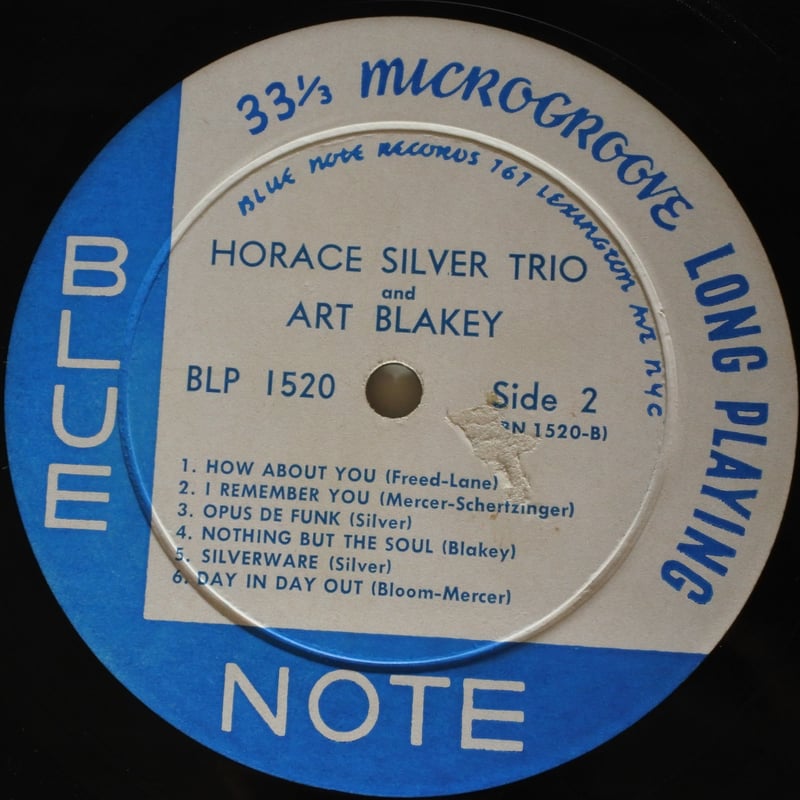 33⅓ MICROGROOVE LONG PLAYING
BLUE NOTE RECORDS 767 LEXINGTON AVE NYC
HORACE SILVER TRIO
and
ART BLAKEY
BLP 1520
Side 2
BN 1520-B)
1. HOW ABOUT YOU (Freed-Lane)
2. I REMEMBER YOU (Mercer-Schertzinger)
3. OPUS DE FUNK (Silver)
4. NOTHING BUT THE SOUL (Blakey)
5. SILVERWARE (Silver)
6. DAY IN DAY OUT (Bloom-Mercer)
BLUE
NOTE